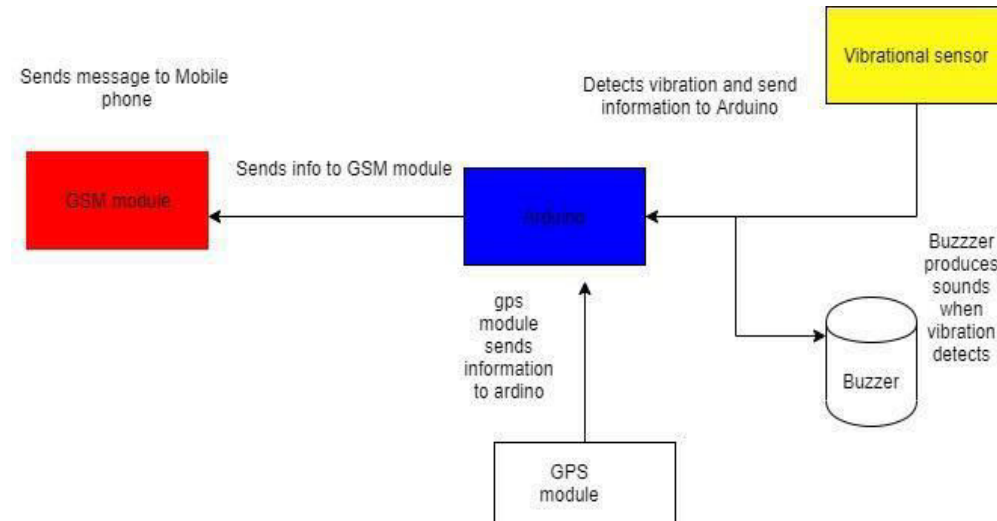 Vibrational sensor
Sends message to Mobile
phone
Detects vibration and send
information to Arduino
GSM module
Sends info to GSM module
Arduino
Buzzzer
produces
sounds
when
vibration
detects
gps
module
sends
information
to ardino
Buzzer
GPS
module